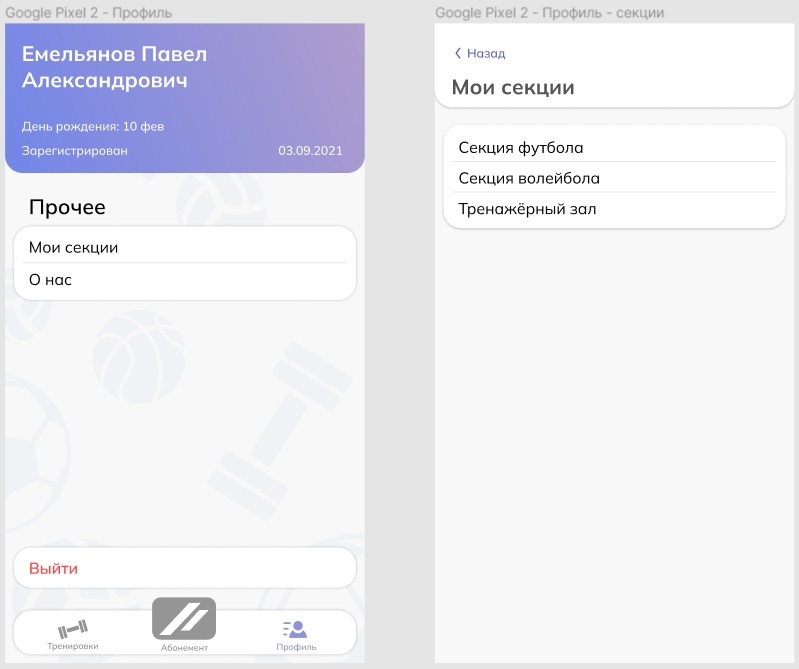 Google Pixel 2 - Профиль
Емельянов Павел
Александрович
День рождения: 10 фев
Зарегистрирован 03.09.2021
Прочее
Мои секции
О нас
Выйти
Тренировки
Абонемент
Профиль
Google Pixel 2 - Профиль - секции
Назад
Мои секции
Секция футбола
Секция волейбола
Тренажёрный зал